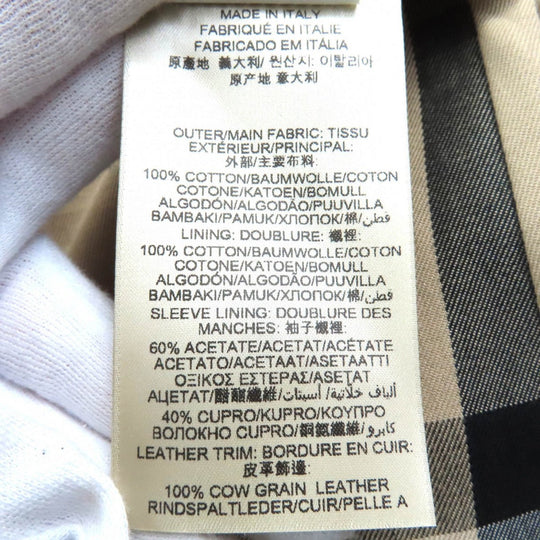 MADE IN ITALY
FABRIQUÉ EN ITALIE
FABRICADO EM ITÁLIA
原產地 義大利/ 원산지: 이탈리아
原產地 意大利
OUTER/MAIN FABRIC: TISSU
EXTÉRIEUR/PRINCIPAL:
外部/主要布料:
100% COTTON/BAUMWOLLE/COTON
COTONE/KATOEN/BOMULL
ALGODÓN/ALGODÃO/PUUVILLA
BAMBAKI/PAMUK/ХЛОПОК/棉/قطن
LINING: DOUBLURE: 襯裡:
100% COTTON/BAUMWOLLE/COTON
COTONE/KATOEN/BOMULL
ALGODÓN/ALGODÃO/PUUVILLA
BAMBAKI/PAMUK/ХЛОПОК/棉/قطن
SLEEVE LINING: DOUBLURE DES
MANCHES: 袖子襯裡:
60% ACETATE/ACETAT/ACÉTATE
ACETATO/ACETAAT/ASETAATTI
ΟΞΙΚΟΣ ΕΣΤΕΡΑΣ/ASETAT
АЦЕТАТ/醋酸纖維/أسيتات/ألياف خلاتية
40% CUPRO/KUPRO/ΚΟΥΠΡΟ
ВОЛОКНО CUPRO/銅氨纖維/كابرو
LEATHER TRIM: BORDURE EN CUIR:
皮革飾邊:
100% COW GRAIN LEATHER
RINDSPALTLEDER/CUIR/PELLE A